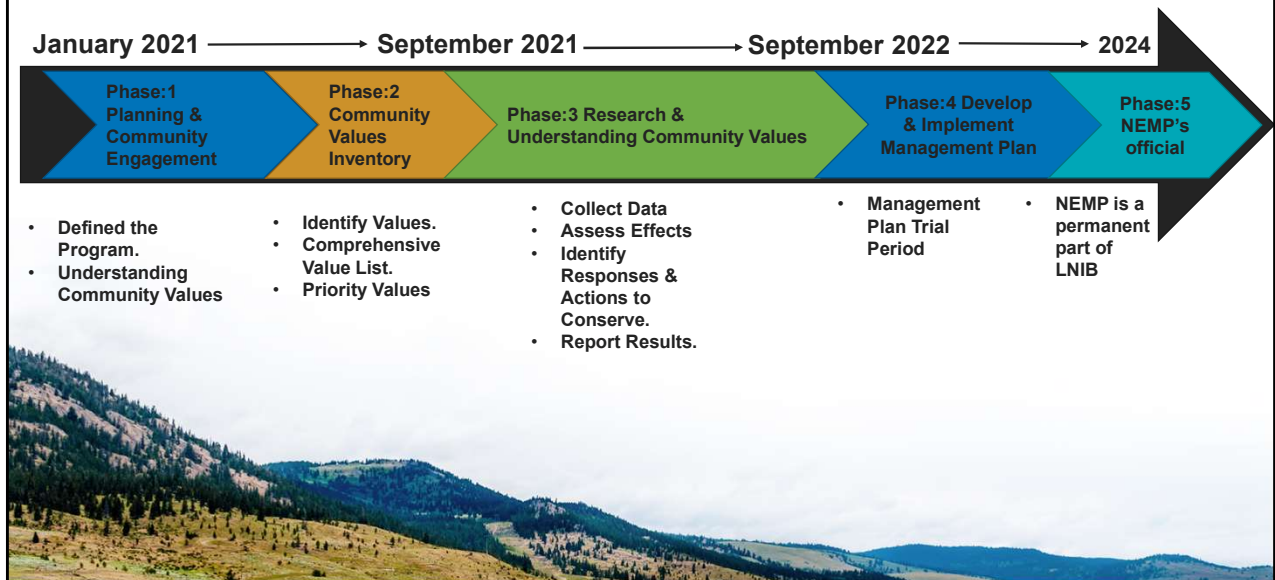 January 2021
September 2021
September 2022
2024
Phase:1
Planning &
Community
Engagement
Phase:2
Community
Values
Inventory
Phase:3 Research &
Understanding Community Values
Phase:4 Develop
& Implement
Management Plan
Phase:5
NEMP's
official
• Defined the
Program.
• Understanding
Community Values
• Identify Values.
• Comprehensive
Value List.
• Priority Values
• Collect Data
• Assess Effects
• Identify
Responses &
Actions to
Conserve.
• Report Results.
• Management
Plan Trial
Period
• NEMP is a
permanent
part of
LNIB